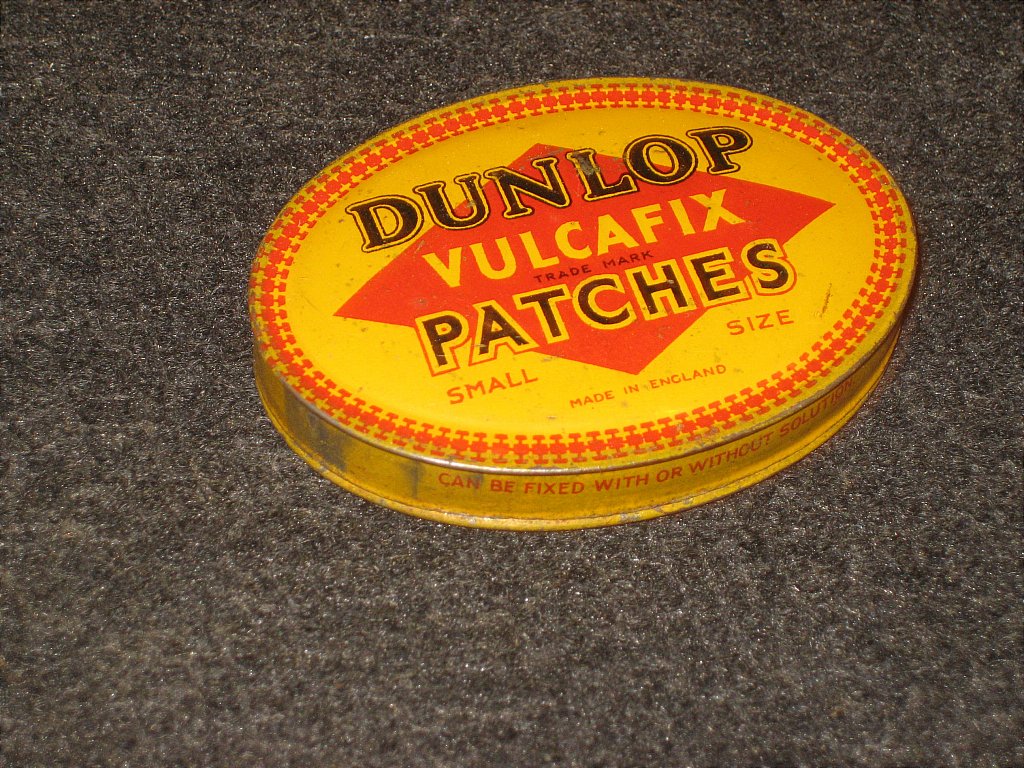 DUNLOP
VULCAFIX
TRADE MARK
PATCHES
SMALL SIZE
MADE IN ENGLAND
CAN BE FIXED WITH OR WITHOUT SOLUTION